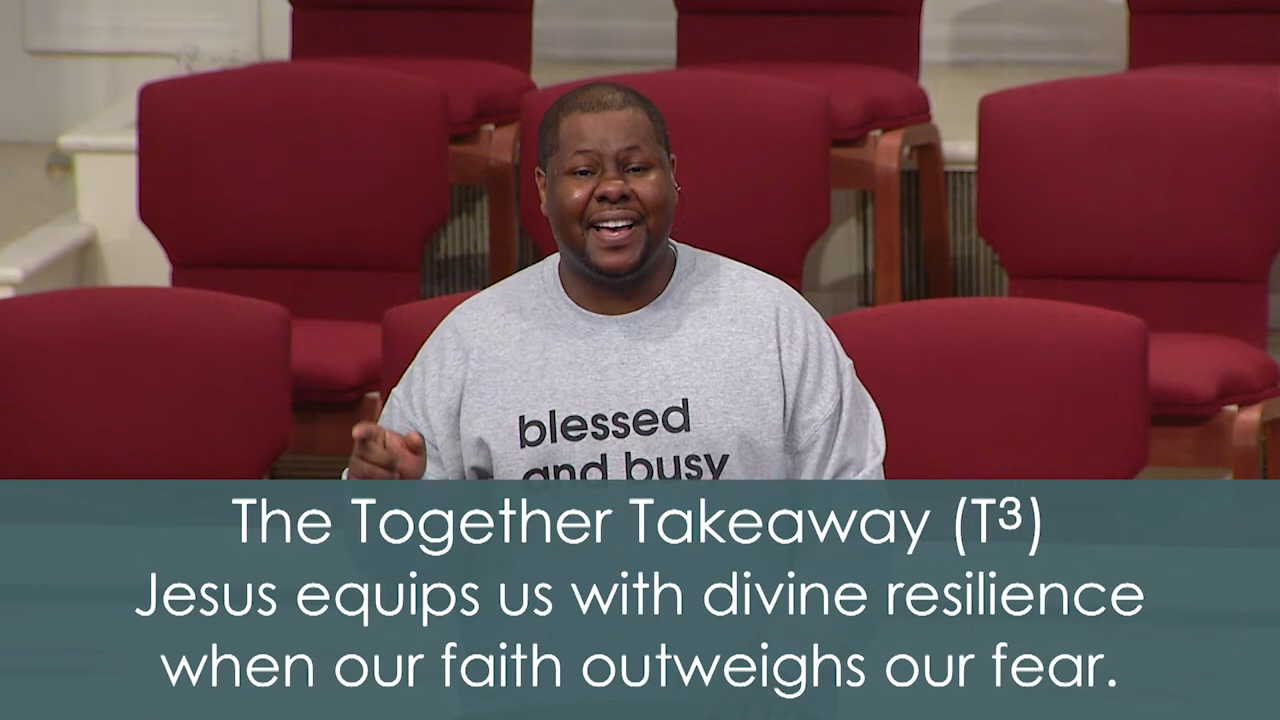 blessed
and busy
The Together Takeaway (T³)
Jesus equips us with divine resilience
when our faith outweighs our fear.